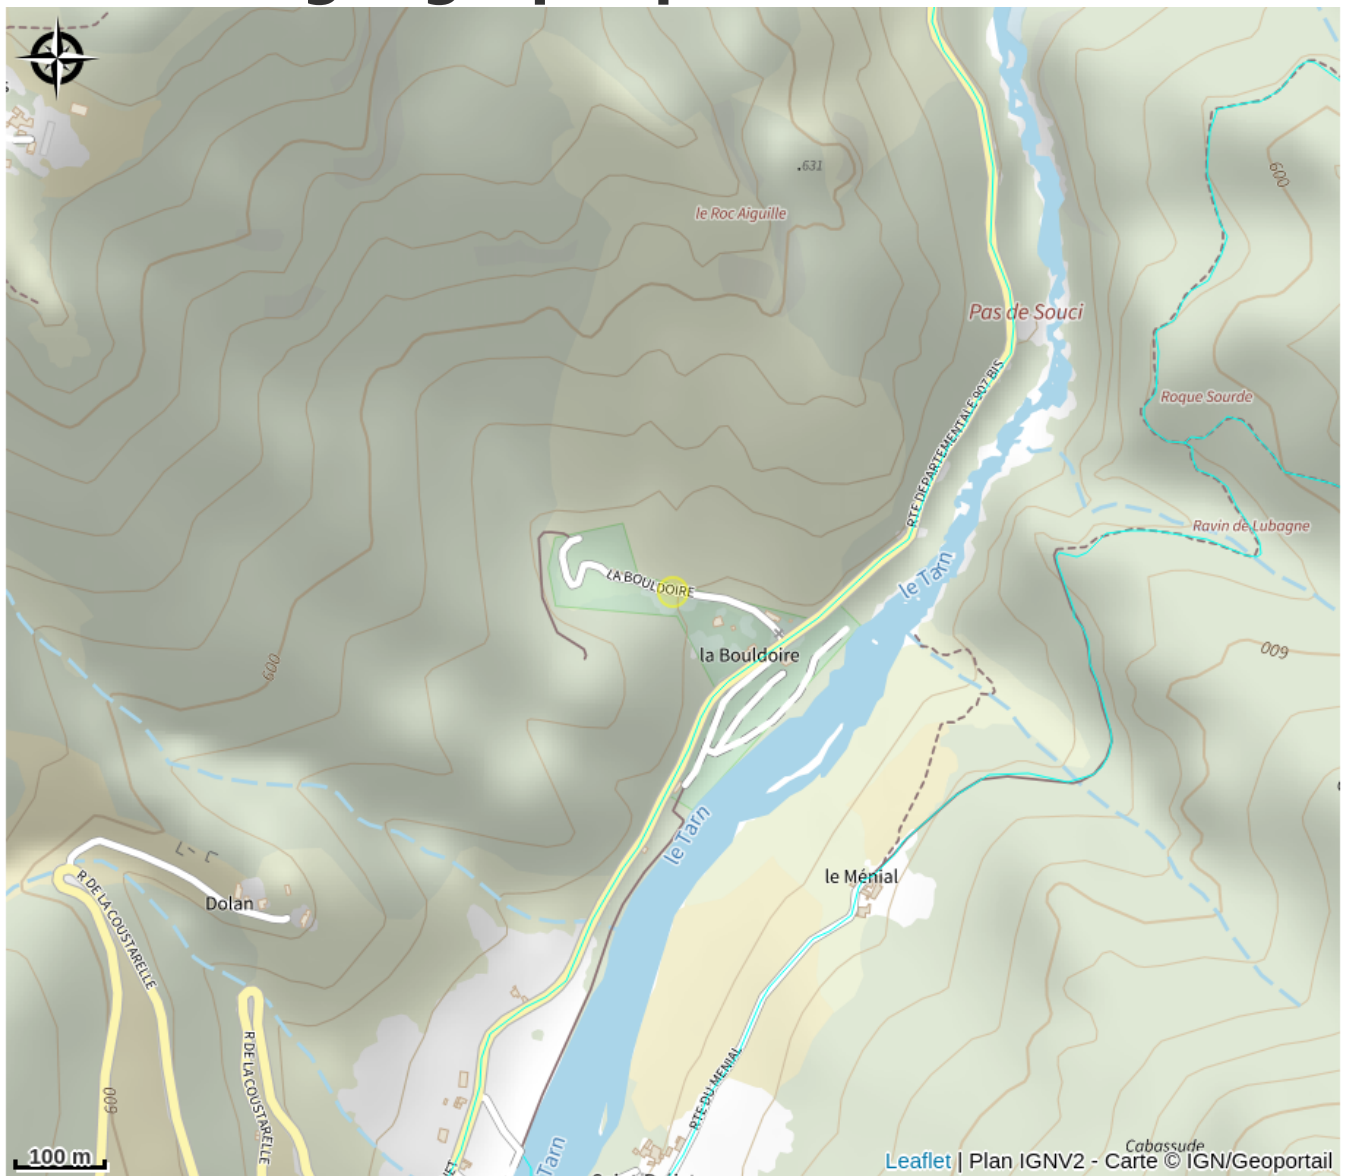 .631
le Roc Aiguille
600
Pas de Souci
RTE DEPARTEMENTALE 907 BIS
Roque Sourde
Ravin de Lubagne
le Tarn
LA BOULDOIRE
la Bouldoire
600
600
le Tarn
le Ménial
R DE LA COUSTARELLE
Dolan
R DE LA COUSTARELLE
600
RTE DU MENIAL
Tarn
Cabassude
100 m
Leaflet | Plan IGNV2 - Carte © IGN/Geoportail